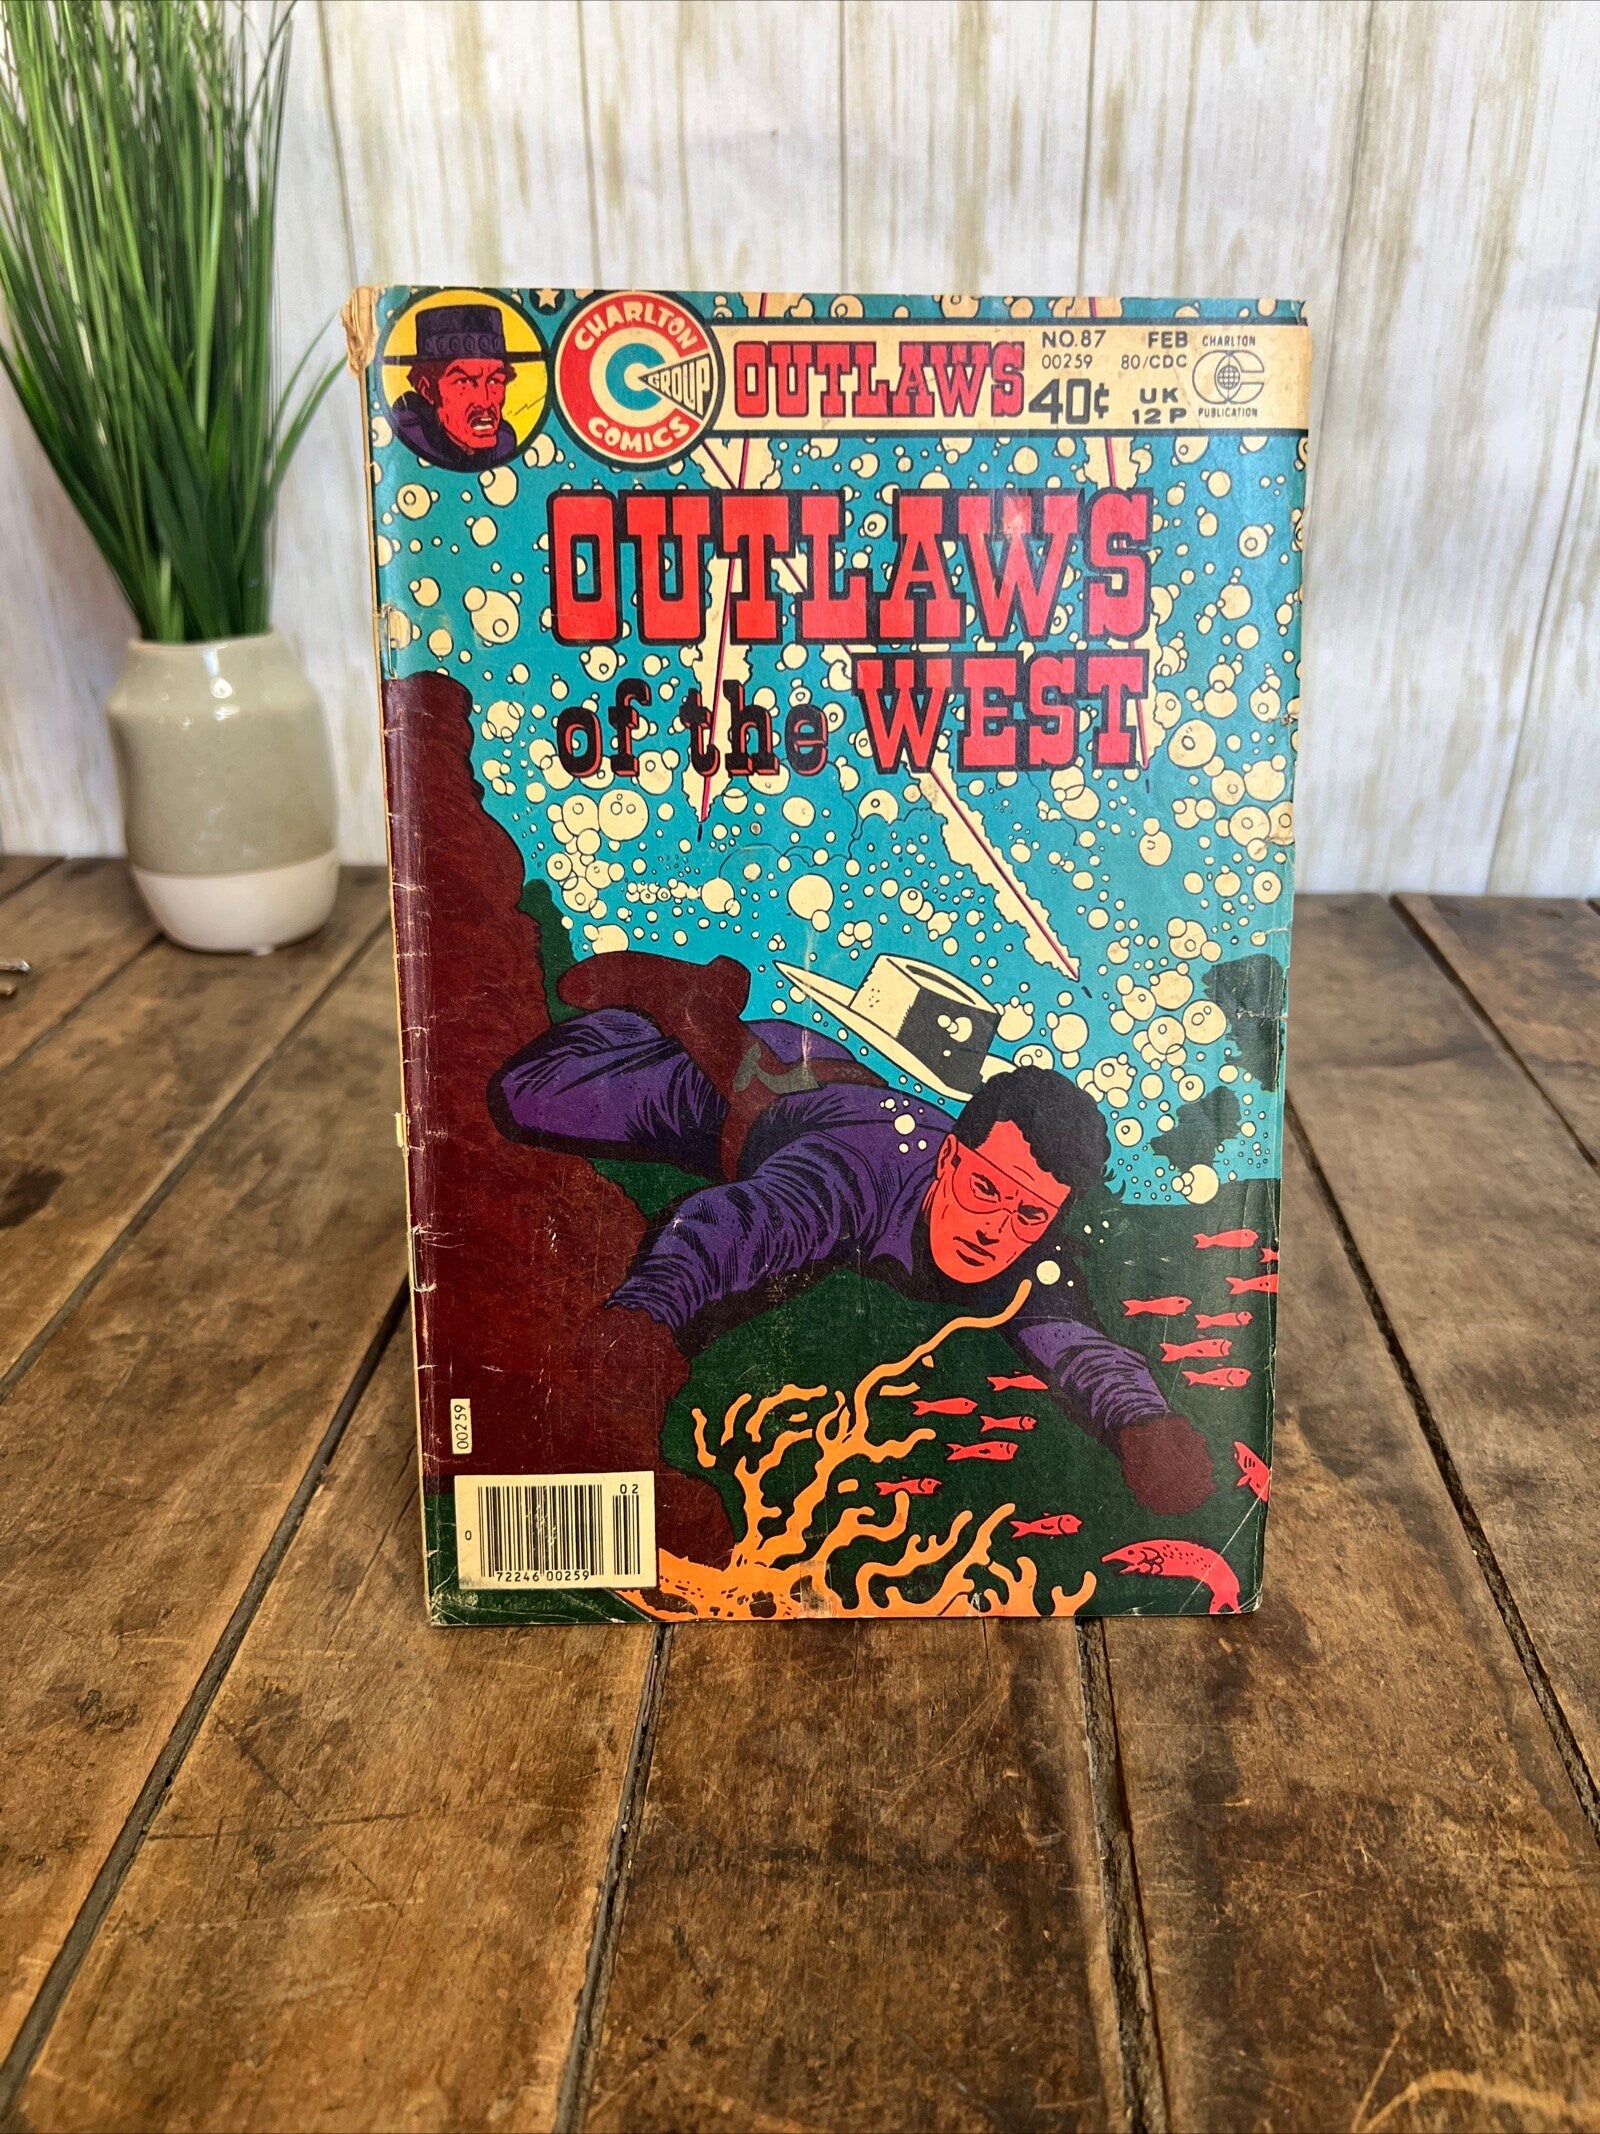 CHARLTON
COMICS
GROUP
OUTLAWS
NO.87
00259
40¢
FEB
80/CDC
UK
12P
CHARLTON
PUBLICATION
OUTLAWS
of the WEST
00259
02
0
72246 00259